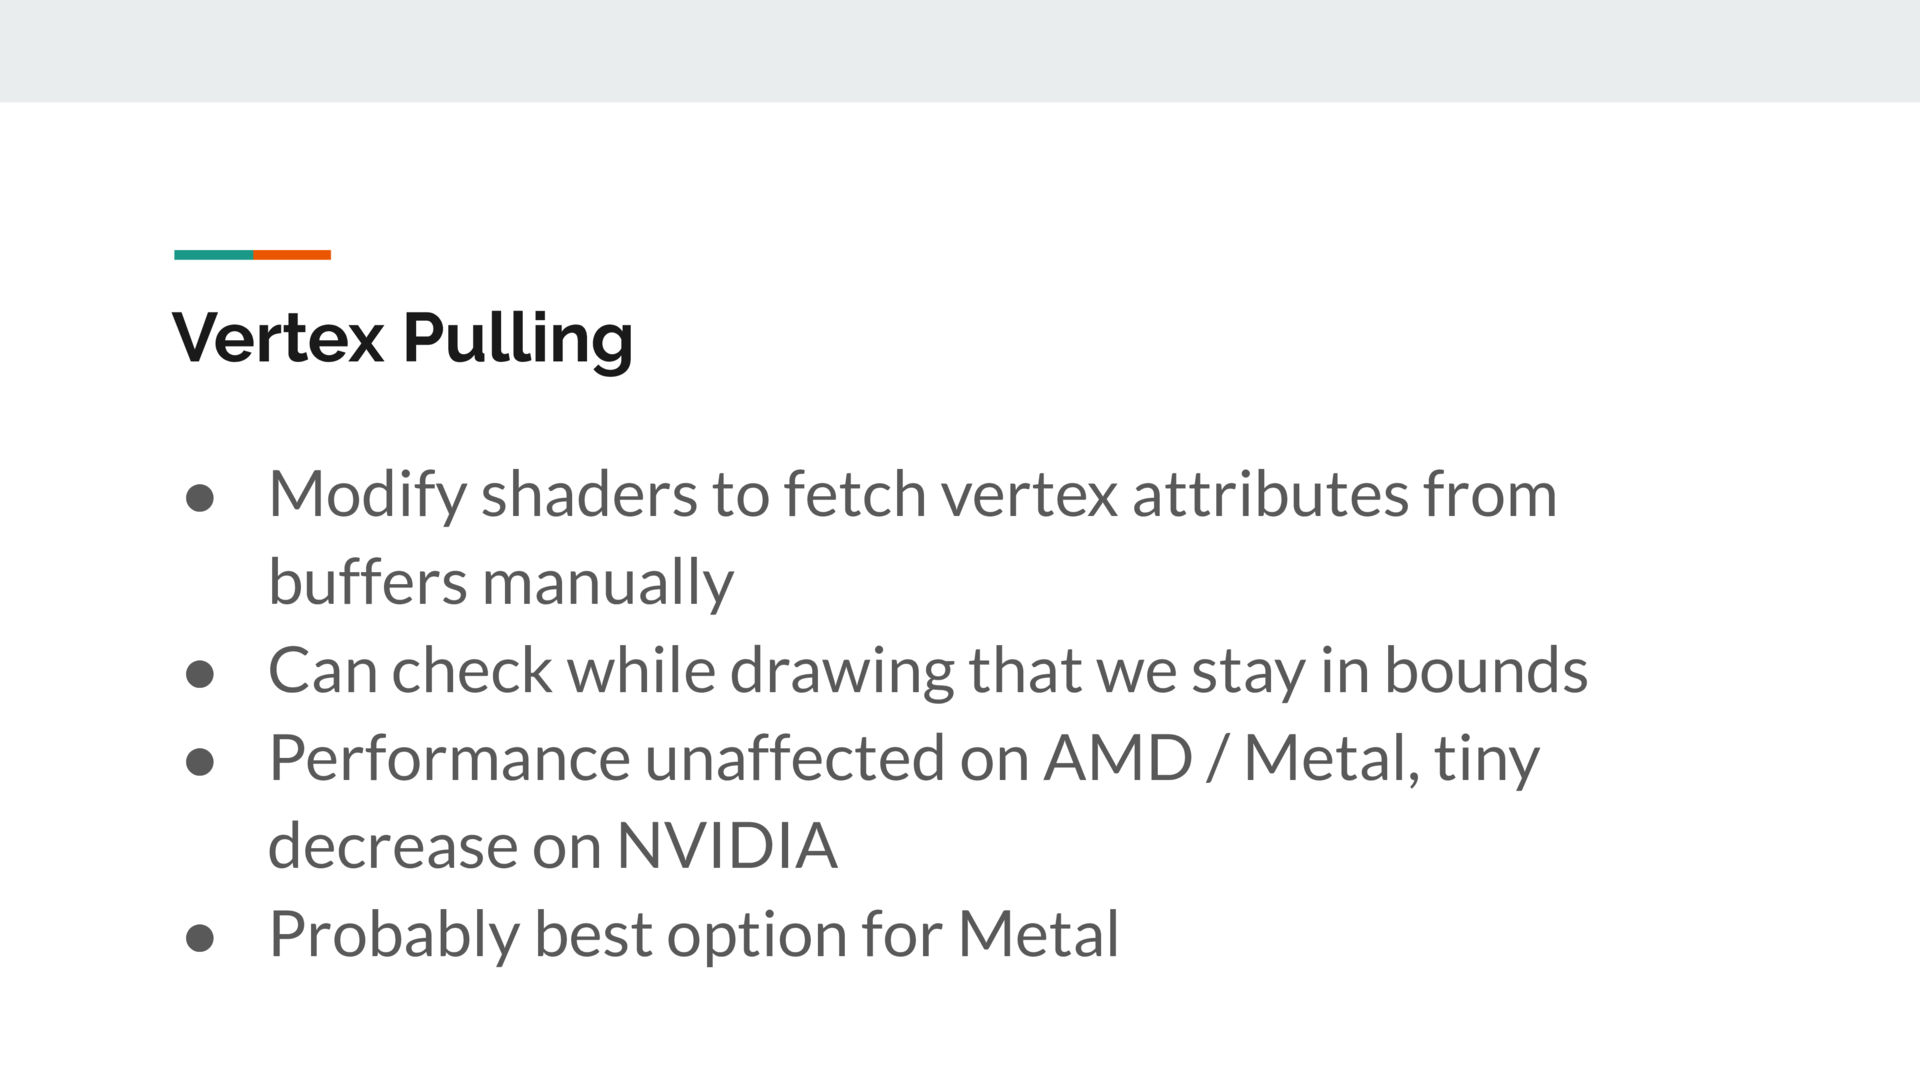 Vertex Pulling
● Modify shaders to fetch vertex attributes from
buffers manually
● Can check while drawing that we stay in bounds
● Performance unaffected on AMD / Metal, tiny
decrease on NVIDIA
● Probably best option for Metal